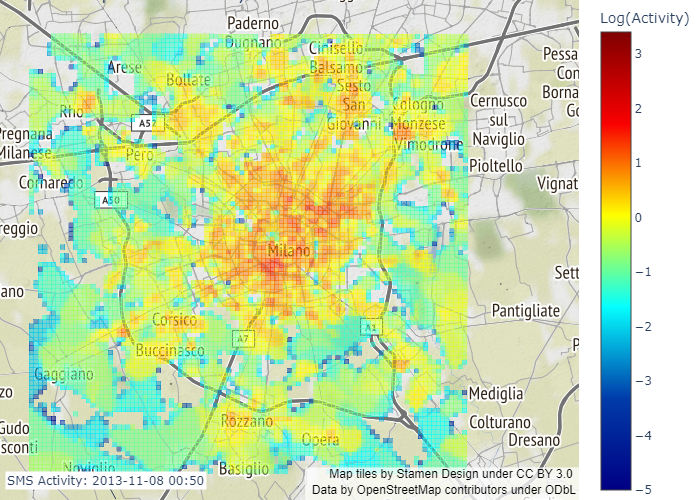 Log(Activity)
3
2
1
0
−1
−2
−3
−4
−5
Paderno
Dugnano
Cinisello
Balsamo
Arese
Bollate
Sesto
San
Giovanni
Cologno
Monzese
Cernusco
sul
Naviglio
Pessa
Con
Borna
Go
Rho
A52
Pregnana
Milanese
Pero
Vimodrone
Pioltello
Cornaredo
Vignat
A50
reggio
Milano
Sett
ano
Pantigliate
Corsico
A1
A7
Buccinasco
P
Gaggiano
zo
Mediglia
Gudo
sconti
Rozzano
Colturano
Opera
Dresano
Noviglio
Basiglio
SMS Activity: 2013-11-08 00:50
Map tiles by Stamen Design under CC BY 3.0
Data by OpenStreetMap contributors under ODbL